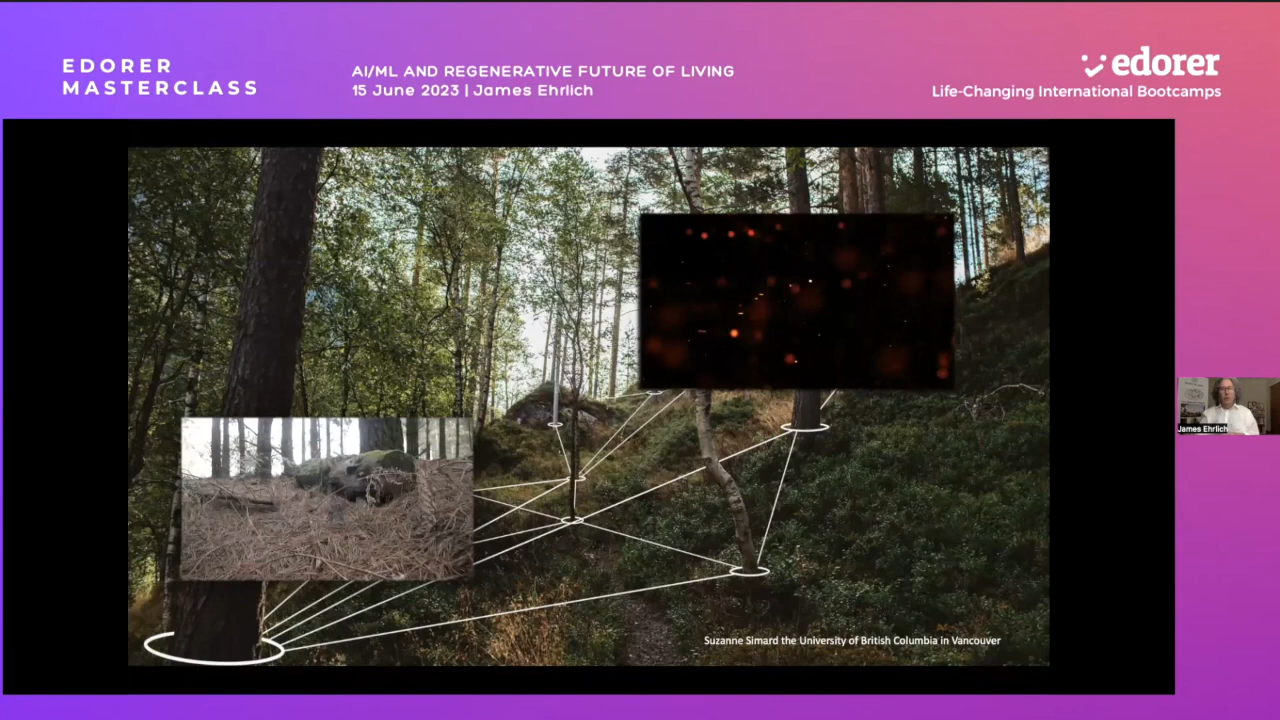 EDORER
MASTERCLASS
AI/ML AND REGENERATIVE FUTURE OF LIVING
15 June 2023 | James Ehrlich
edorer
Life-Changing International Bootcamps
James Ehrlich
Suzanne Simard the University of British Columbia in Vancouver